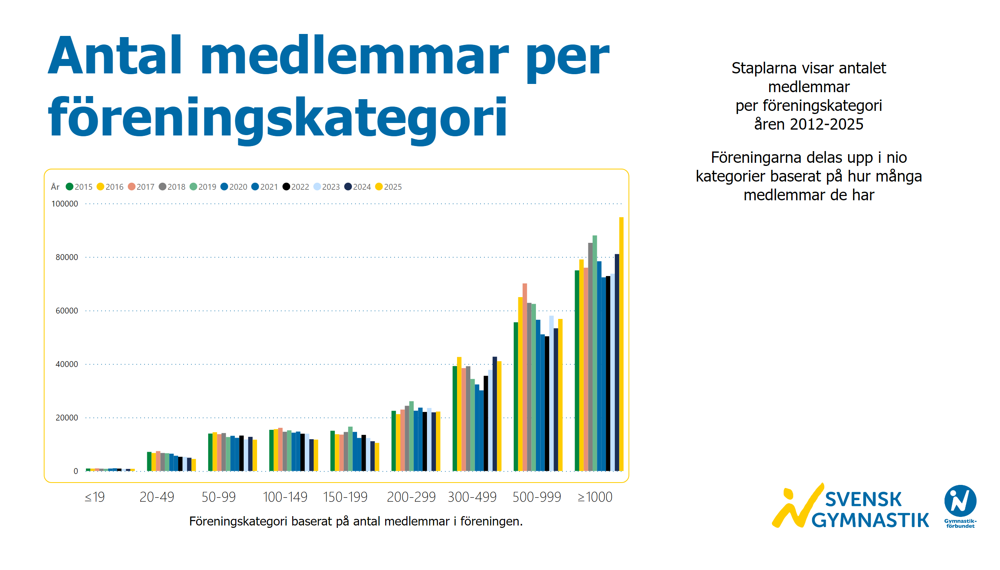 Antal medlemmar per
föreningskategori
Staplarna visar antalet
medlemmar
per föreningskategori
åren 2012-2025
Föreningarna delas upp i nio
kategorier baserat på hur många
medlemmar de har
År 2015 2016 2017 2018 2019 2020 2021 2022 2023 2024 2025
100000
80000
60000
40000
20000
0
≤19 20-49 50-99 100-149 150-199 200-299 300-499 500-999 ≥1000
Föreningskategori baserat på antal medlemmar i föreningen.
SVENSK
GYMNASTIK
Gymnastik-
förbundet